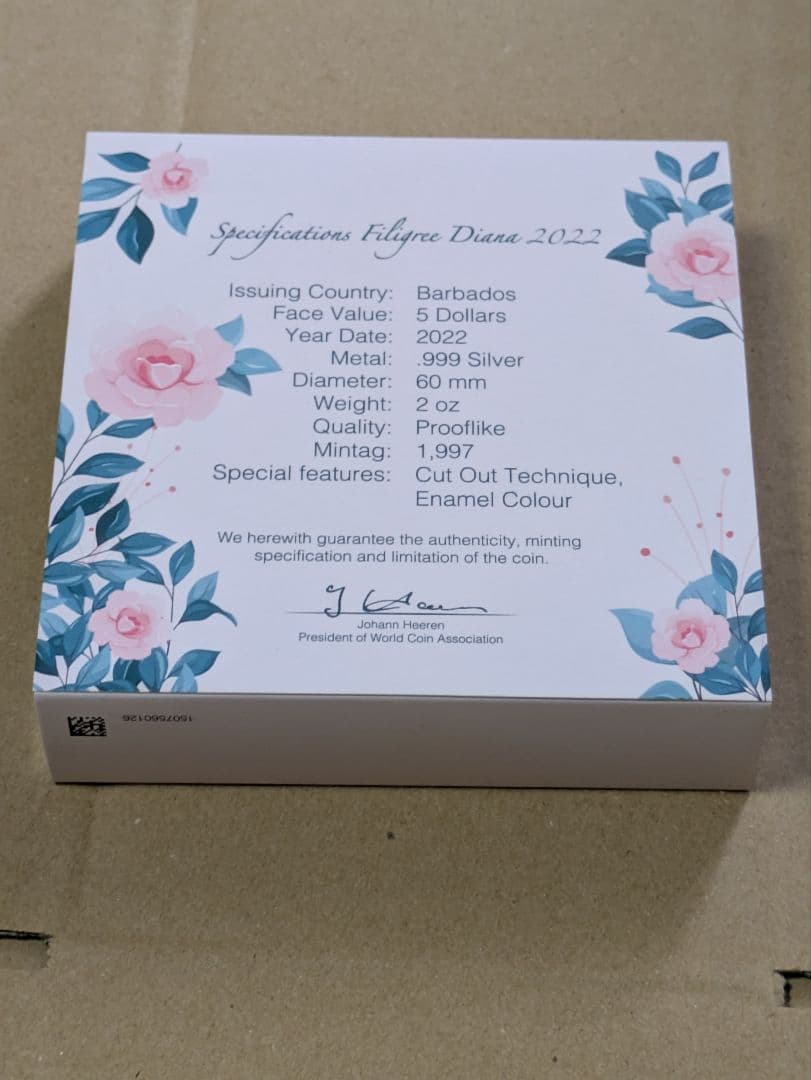 Specifications Filigree Diana 2022
Issuing Country: Barbados
Face Value: 5 Dollars
Year Date: 2022
Metal: .999 Silver
Diameter: 60 mm
Weight: 2 oz
Quality: Prooflike
Mintag: 1,997
Special features: Cut Out Technique,
Enamel Colour
We herewith guarantee the authenticity, minting
specification and limitation of the coin.
Johann Heeren
President of World Coin Association
1507560126